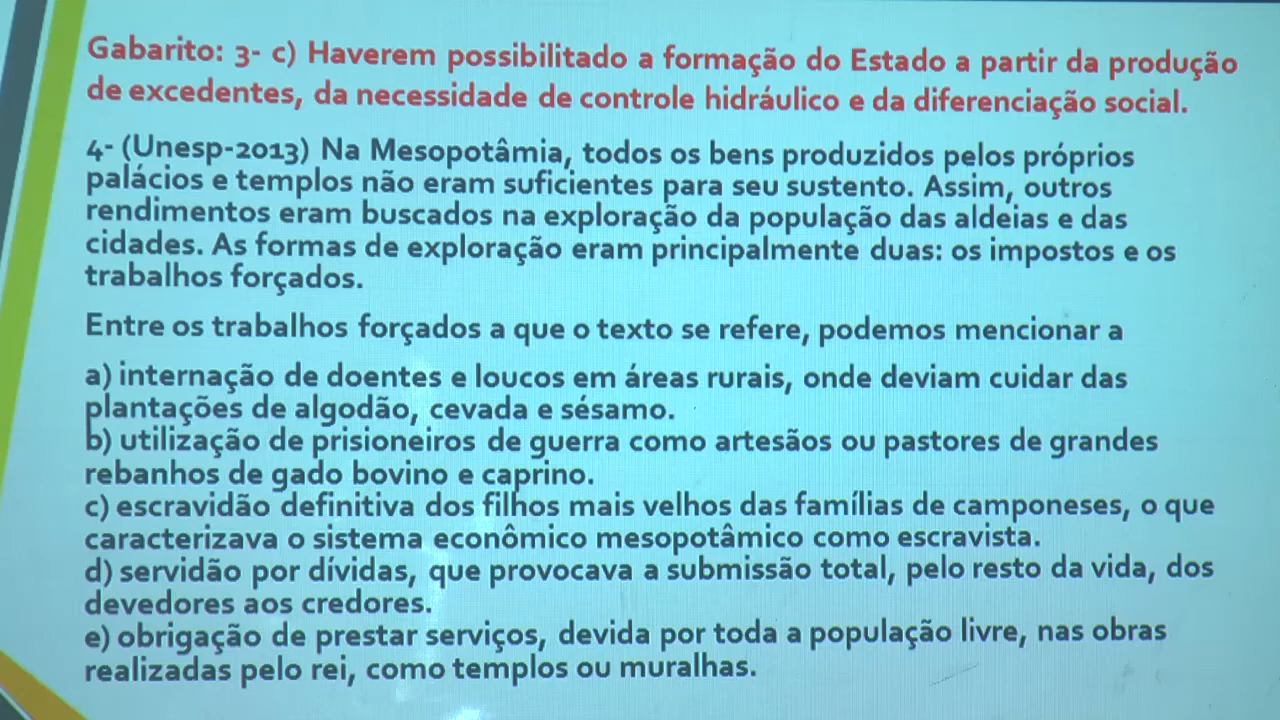 Gabarito: 3- c) Haverem possibilitado a formação do Estado a partir da produção
de excedentes, da necessidade de controle hidráulico e da diferenciação social.
4- (Unesp-2013) Na Mesopotâmia, todos os bens produzidos pelos próprios
palácios e templos não eram suficientes para seu sustento. Assim, outros
rendimentos eram buscados na exploração da população das aldeias e das
cidades. As formas de exploração eram principalmente duas: os impostos e os
trabalhos forçados.
Entre os trabalhos forçados a que o texto se refere, podemos mencionar a
a) internação de doentes e loucos em áreas rurais, onde deviam cuidar das
plantações de algodão, cevada e sésamo.
b) utilização de prisioneiros de guerra como artesãos ou pastores de grandes
rebanhos de gado bovino e caprino.
c) escravidão definitiva dos filhos mais velhos das famílias de camponeses, o que
caracterizava o sistema econômico mesopotâmico como escravista.
d) servidão por dívidas, que provocava a submissão total, pelo resto da vida, dos
devedores aos credores.
e) obrigação de prestar serviços, devida por toda a população livre, nas obras
realizadas pelo rei, como templos ou muralhas.